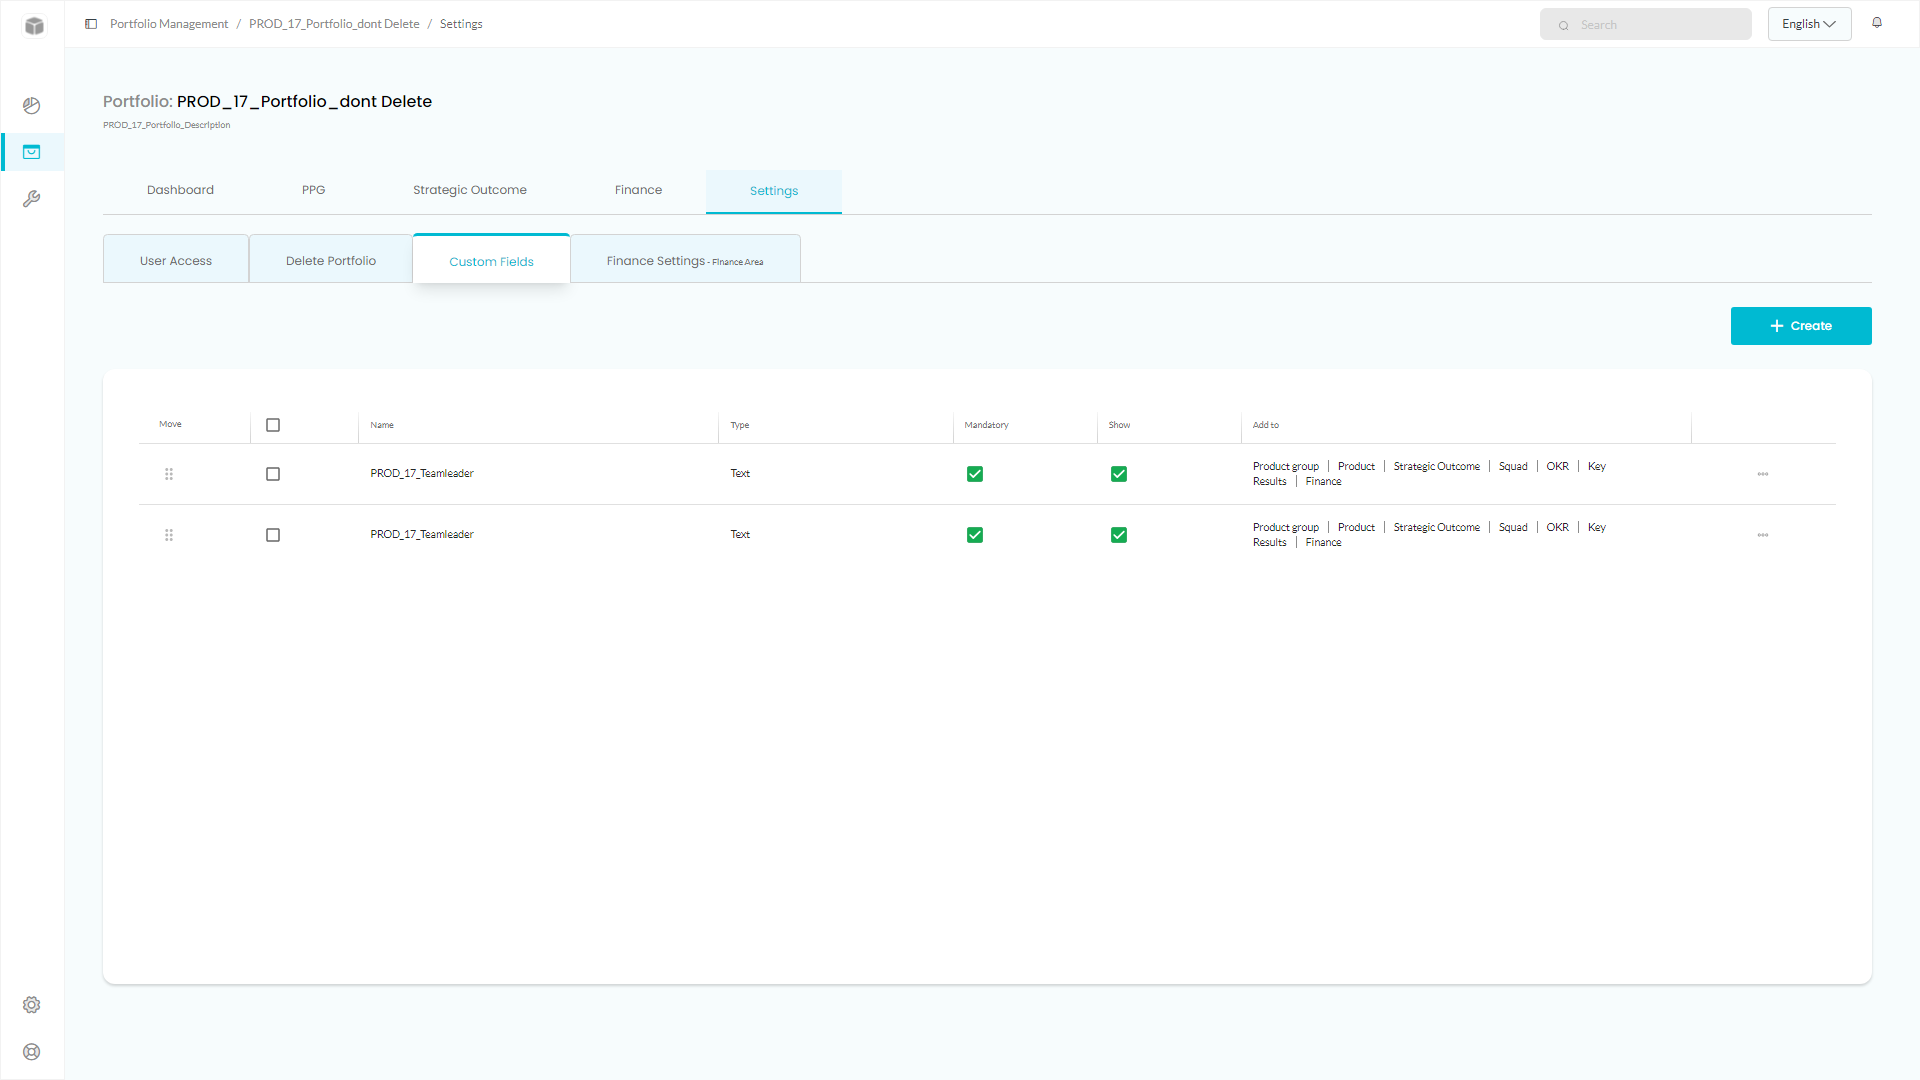 Portfolio Management / PROD_17_Portfolio_dont Delete / Settings
Search
English
Portfolio: PROD_17_Portfolio_dont Delete
PROD_17_Portfolio_Description
Dashboard PPG Strategic Outcome Finance Settings
User Access Delete Portfolio Custom Fields Finance Settings - Finance Area
+ Create
Move Name Type Mandatory Show Add to
PROD_17_Teamleader Text Product group | Product | Strategic Outcome | Squad | OKR | Key
Results | Finance
PROD_17_Teamleader Text Product group | Product | Strategic Outcome | Squad | OKR | Key
Results | Finance